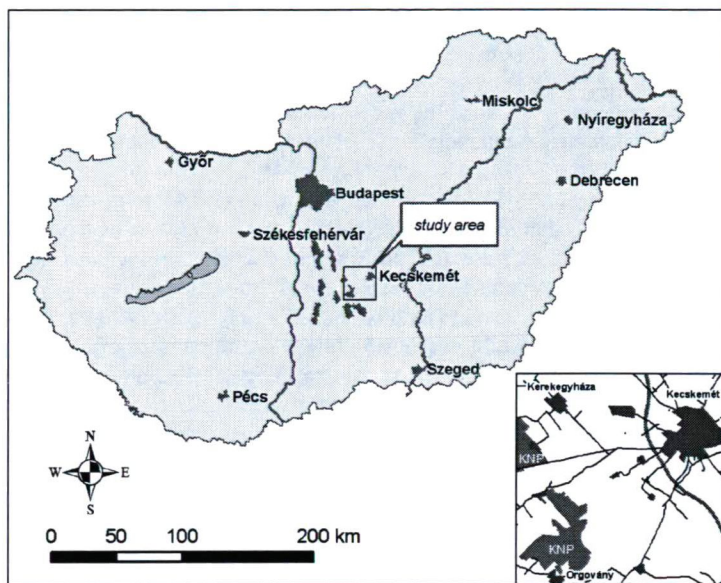 Miskolc
Nyíregyháza
Győr
Debrecen
Budapest
study area
Székesfehérvár
Kecskemét
Szeged
Pécs
N
W E
S
0 50 100 200 km
Kerekegyháza
Kecskemét
KNP
KNP
Orgovány